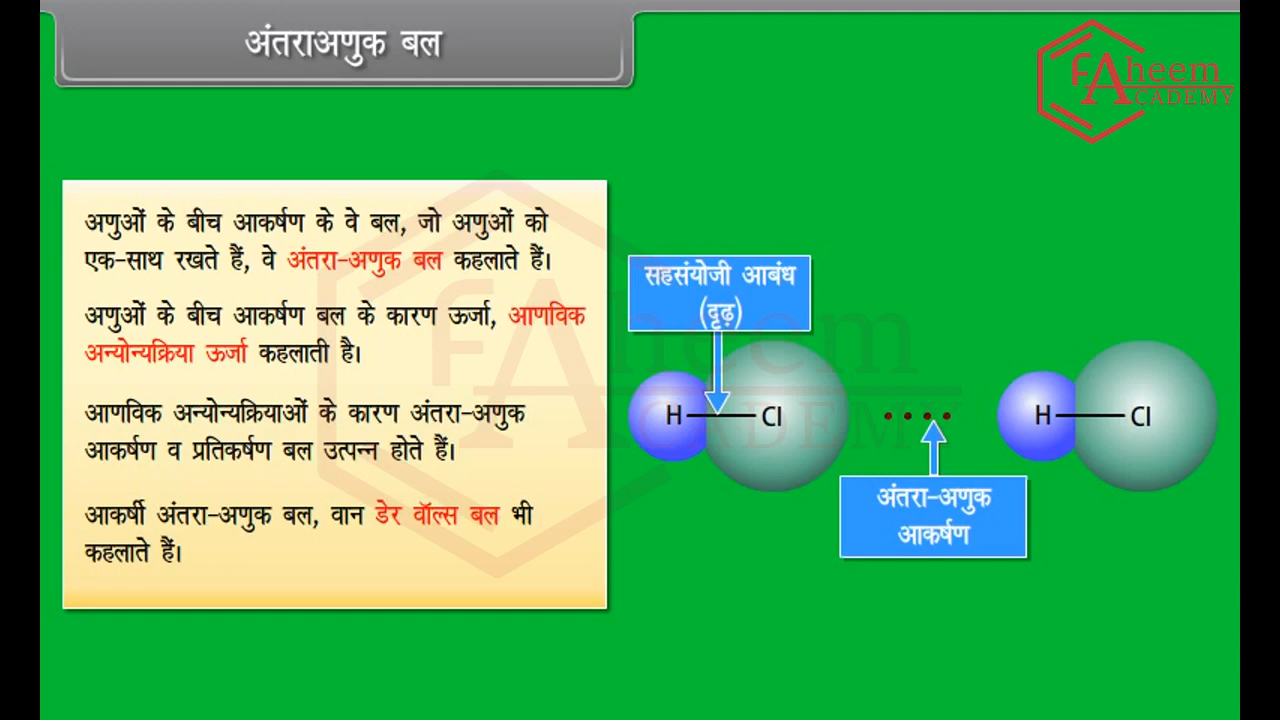 अंतराअणुक बल
FAheem
ACADEMY
अणुओं के बीच आकर्षण के वे बल, जो अणुओं को
एक-साथ रखते हैं, वे अंतरा-अणुक बल कहलाते हैं।
अणुओं के बीच आकर्षण बल के कारण ऊर्जा, आणविक
अन्योन्यक्रिया ऊर्जा कहलाती है।
आणविक अन्योन्यक्रियाओं के कारण अंतरा-अणुक
आकर्षण व प्रतिकर्षण बल उत्पन्न होते हैं।
आकर्षी अंतरा-अणुक बल, वान डेर वॉल्स बल भी
कहलाते हैं।
सहसंयोजी आबंध
(दृढ़)
H Cl
H Cl
अंतरा-अणुक
आकर्षण
FAheem
ACADEMY